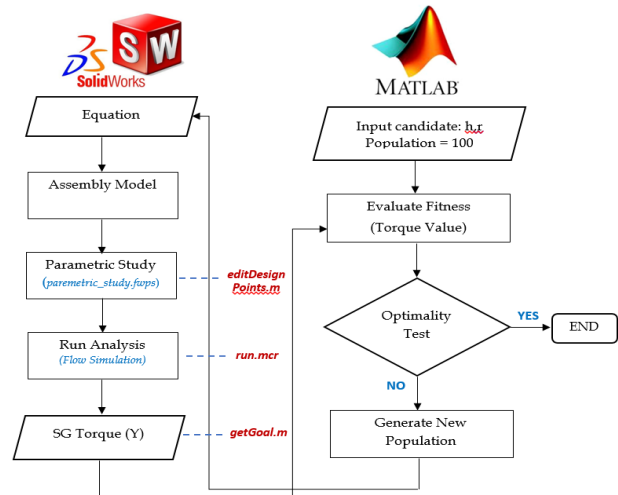 SW
SolidWorks
MATLAB
Equation
Assembly Model
Parametric Study
(paremetric_study.fwps)
editDesign
Points.m
Run Analysis
(Flow Simulation)
run.mcr
SG Torque (Y)
getGoal.m
Input candidate: h,r
Population = 100
Evaluate Fitness
(Torque Value)
Optimality
Test
YES
END
NO
Generate New
Population